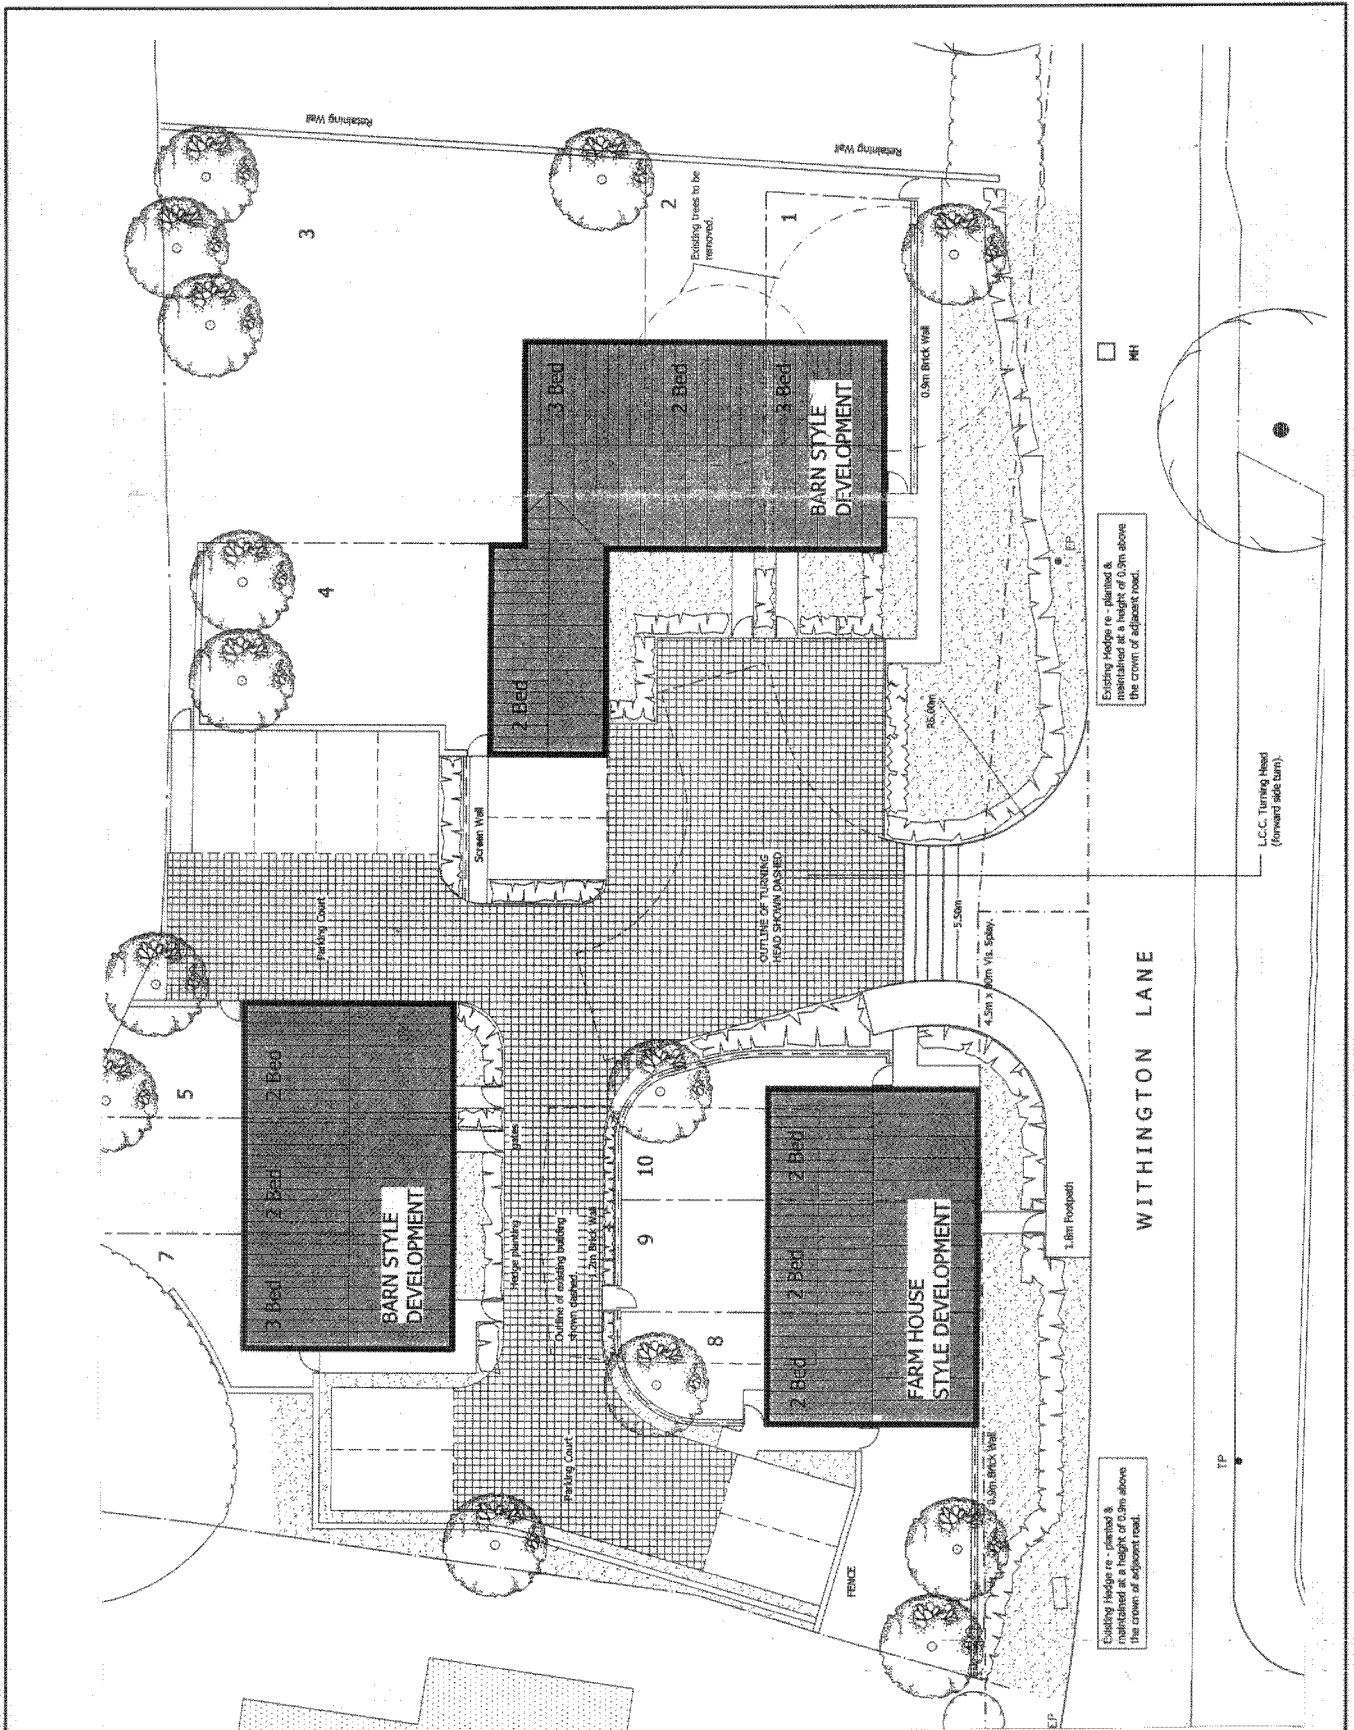 Retaining Wall
Retaining Wall
3
2
Existing trees to be
removed.
1
3 Bed
2 Bed
3 Bed
BARN STYLE
DEVELOPMENT
0.9m Brick Wall
MH
4
2 Bed
EP
Existing Hedge re - planted &
maintained at a height of 0.9m above
the crown of adjacent road.
R6.00m
Screen Wall
Parking Court
OUTLINE OF TURNING
HEAD SHOWN DASHED
L.C.C. Turning Head
(forward side turn).
5.50m
4.5m x 90m Vis. Splay.
WITHINGTON LANE
5
7
2 Bed
2 Bed
3 Bed
BARN STYLE
DEVELOPMENT
gates
Hedge planting
Outline of existing building
shown dashed.
1.2m Brick Wall
10
9
8
2 Bed
2 Bed
2 Bed
FARM HOUSE
STYLE DEVELOPMENT
1.8m Footpath
Parking Court
FENCE
0.9m Brick Wall
TP
Existing Hedge re - planted &
maintained at a height of 0.9m above
the crown of adjacent road.
EP